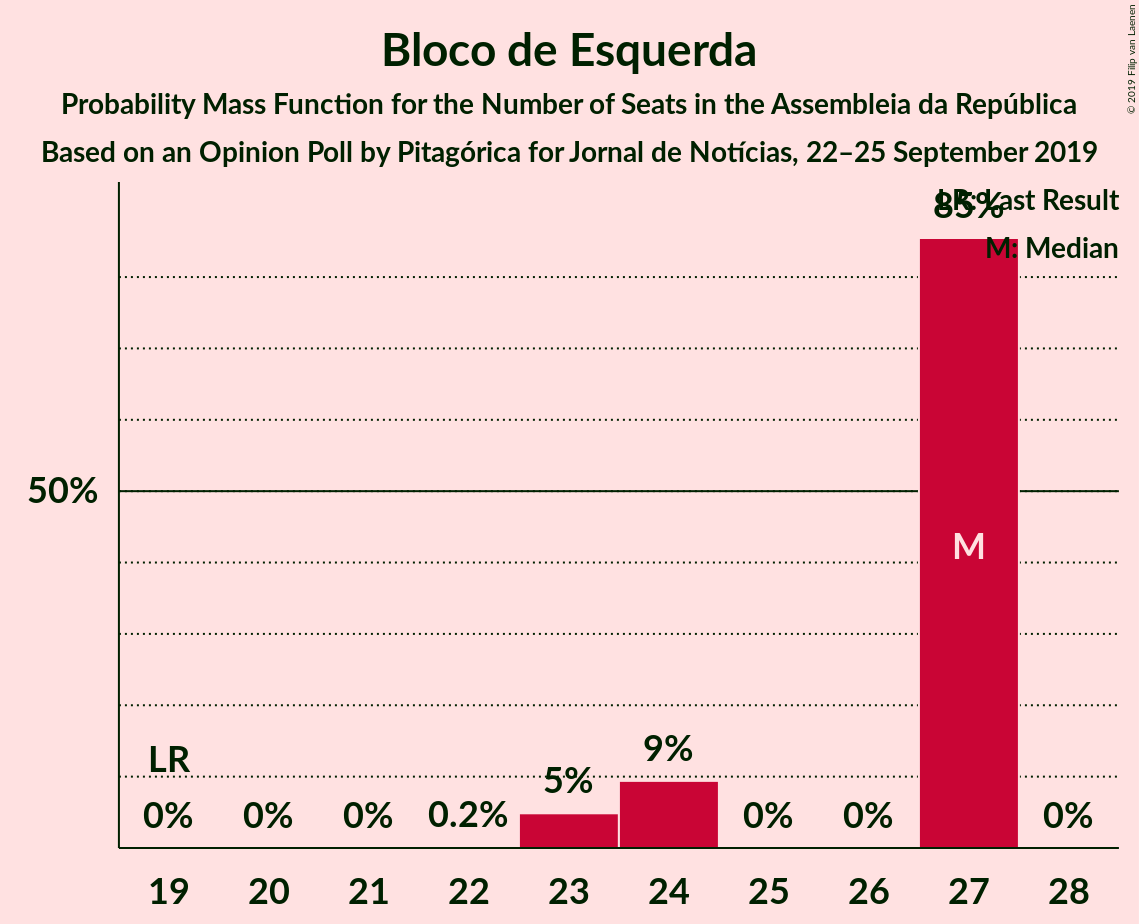 Bloco de Esquerda
Probability Mass Function for the Number of Seats in the Assembleia da República
Based on an Opinion Poll by Pitagórica for Jornal de Notícias, 22–25 September 2019
© 2019 Filip van Laenen
LR: Last Result
M: Median
85%
50%
M
LR
0% 0% 0% 0.2% 5% 9% 0% 0% 0%
19 20 21 22 23 24 25 26 27 28